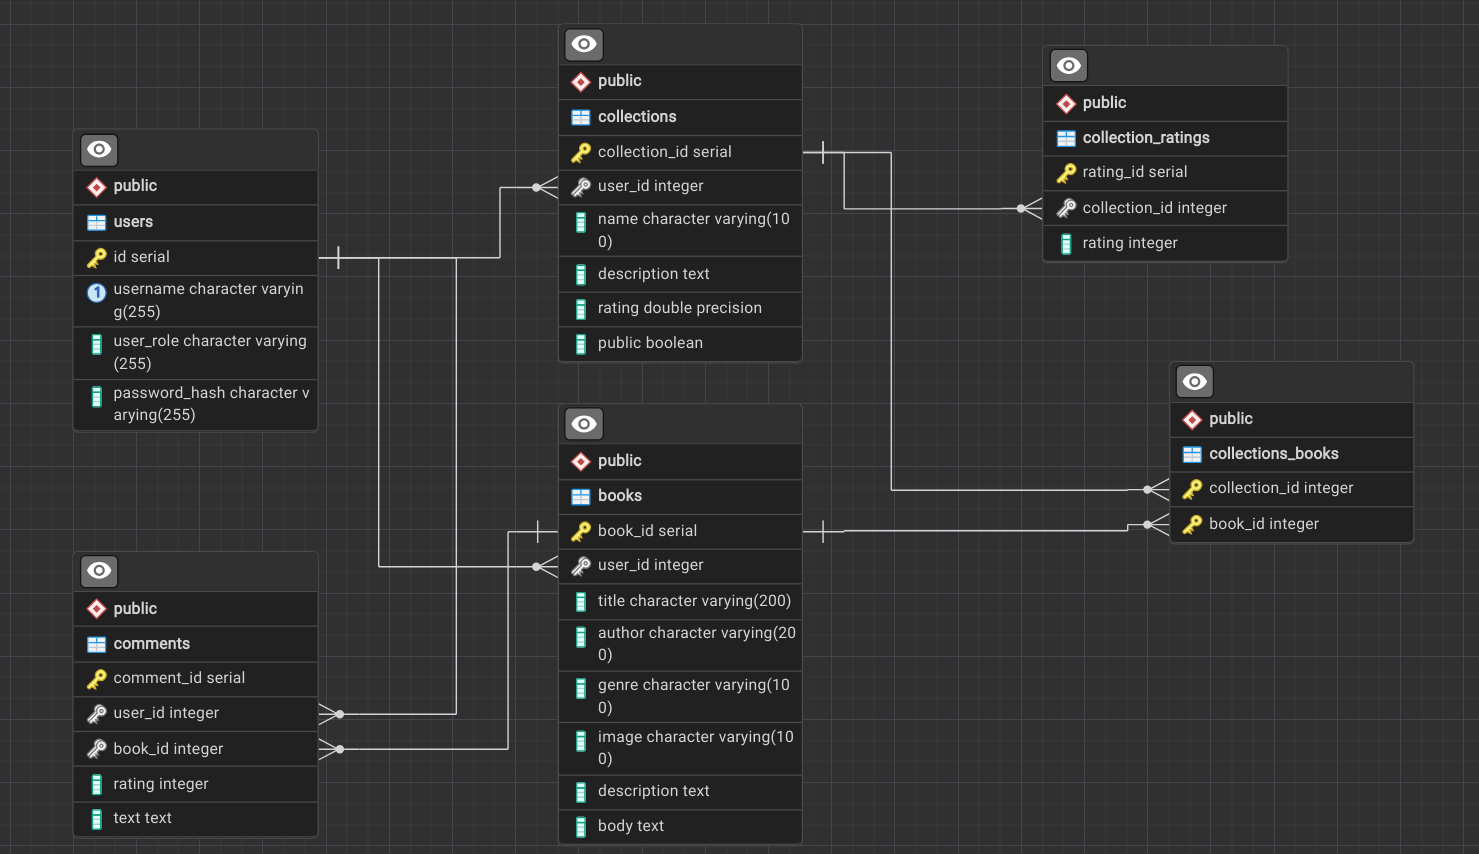 public
users
id serial
username character varyin
g(255)
user_role character varying
(255)
password_hash character v
arying(255)
public
comments
comment_id serial
user_id integer
book_id integer
rating integer
text text
public
collections
collection_id serial
user_id integer
name character varying(10
0)
description text
rating double precision
public boolean
public
books
book_id serial
user_id integer
title character varying(200)
author character varying(20
0)
genre character varying(10
0)
image character varying(10
0)
description text
body text
public
collection_ratings
rating_id serial
collection_id integer
rating integer
public
collections_books
collection_id integer
book_id integer